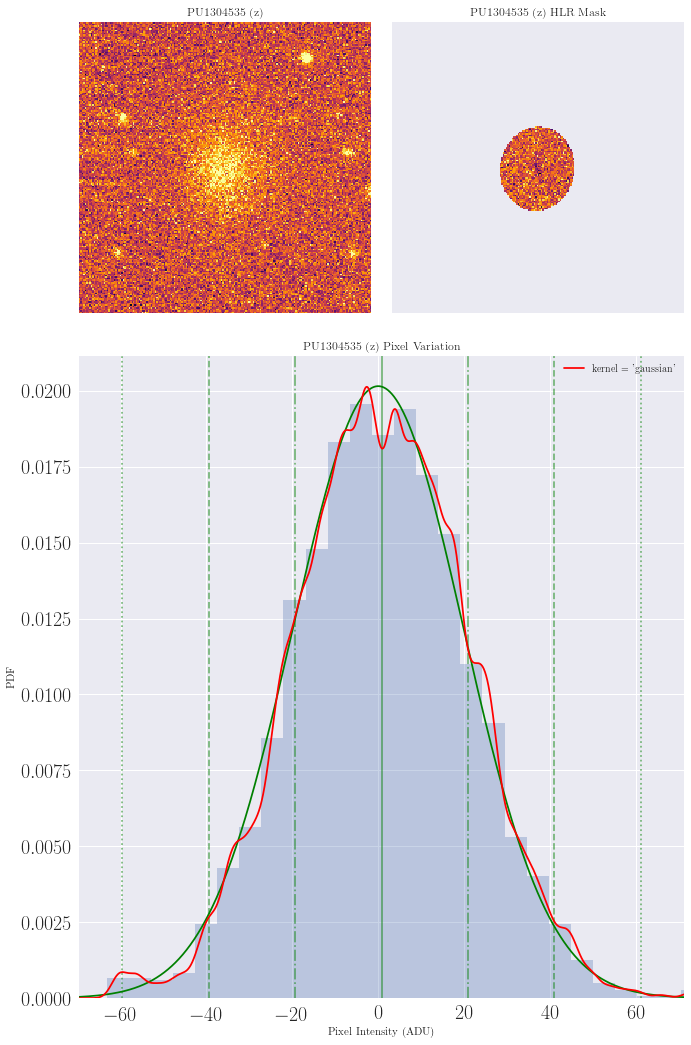 PU1304535 (z)
PU1304535 (z) HLR Mask
PU1304535 (z) Pixel Variation
kernel = 'gaussian'
0.0200
0.0175
0.0150
0.0125
0.0100
0.0075
0.0050
0.0025
0.0000
PDF
−60 −40 −20 0 20 40 60
Pixel Intensity (ADU)